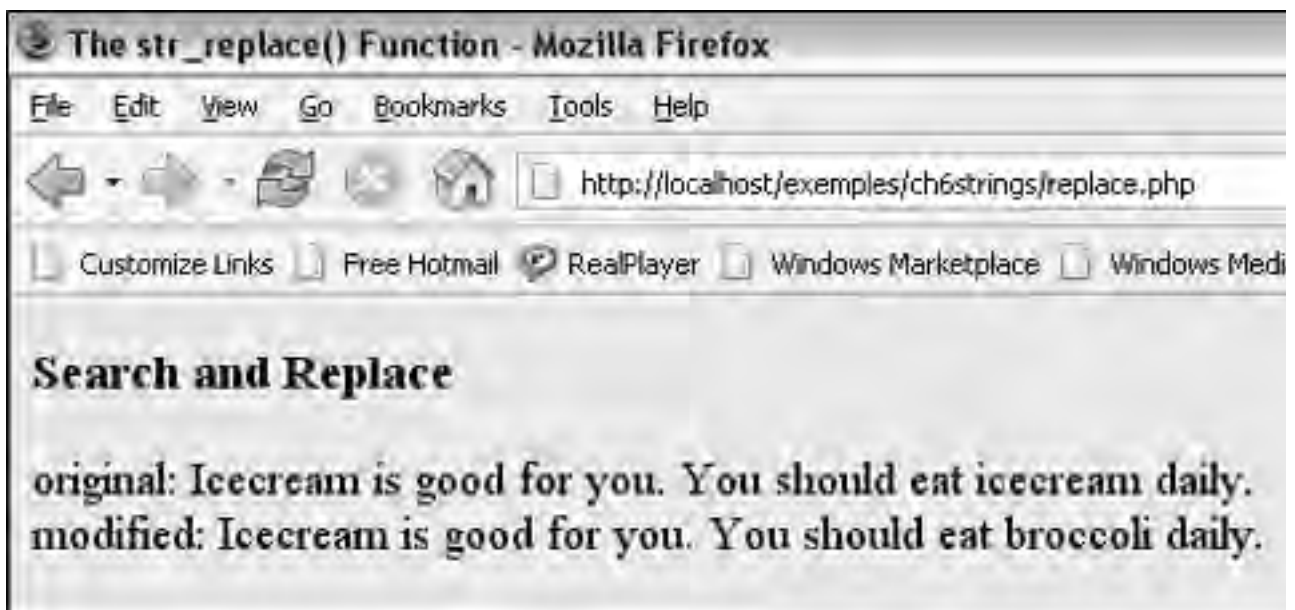 The str_replace() Function - Mozilla Firefox
File Edit View Go Bookmarks Tools Help
http://localhost/exemples/ch6strings/replace.php
Customize Links Free Hotmail RealPlayer Windows Marketplace Windows Medi
Search and Replace
original: Icecream is good for you. You should eat icecream daily.
modified: Icecream is good for you. You should eat broccoli daily.